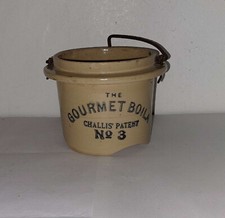 THE
GOURMET BOIL
CHALLIS' PATENT
No 3